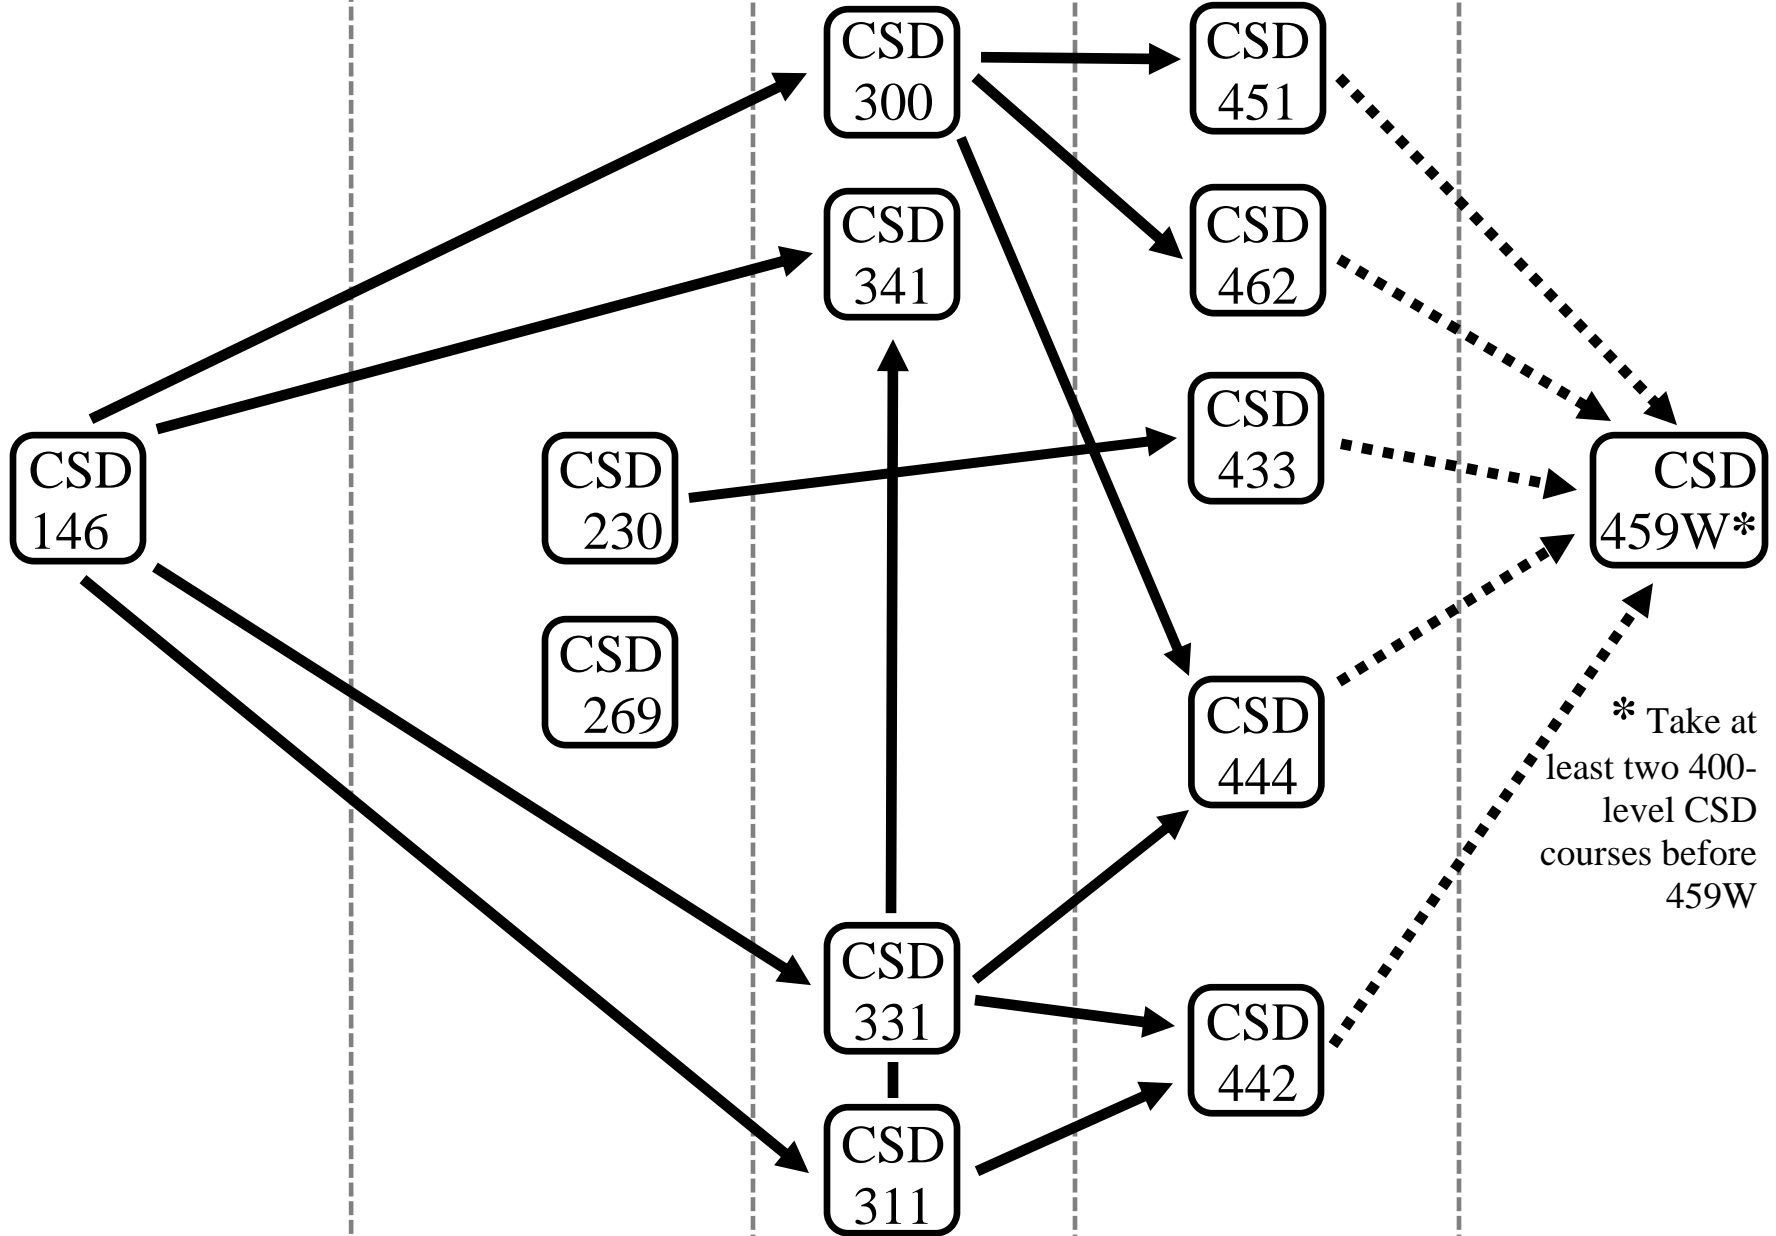 CSD
300
CSD
451
CSD
341
CSD
462
CSD
146
CSD
230
CSD
433
CSD
459W*
CSD
269
CSD
444
* Take at
least two 400-
level CSD
courses before
459W
CSD
331
CSD
442
CSD
311